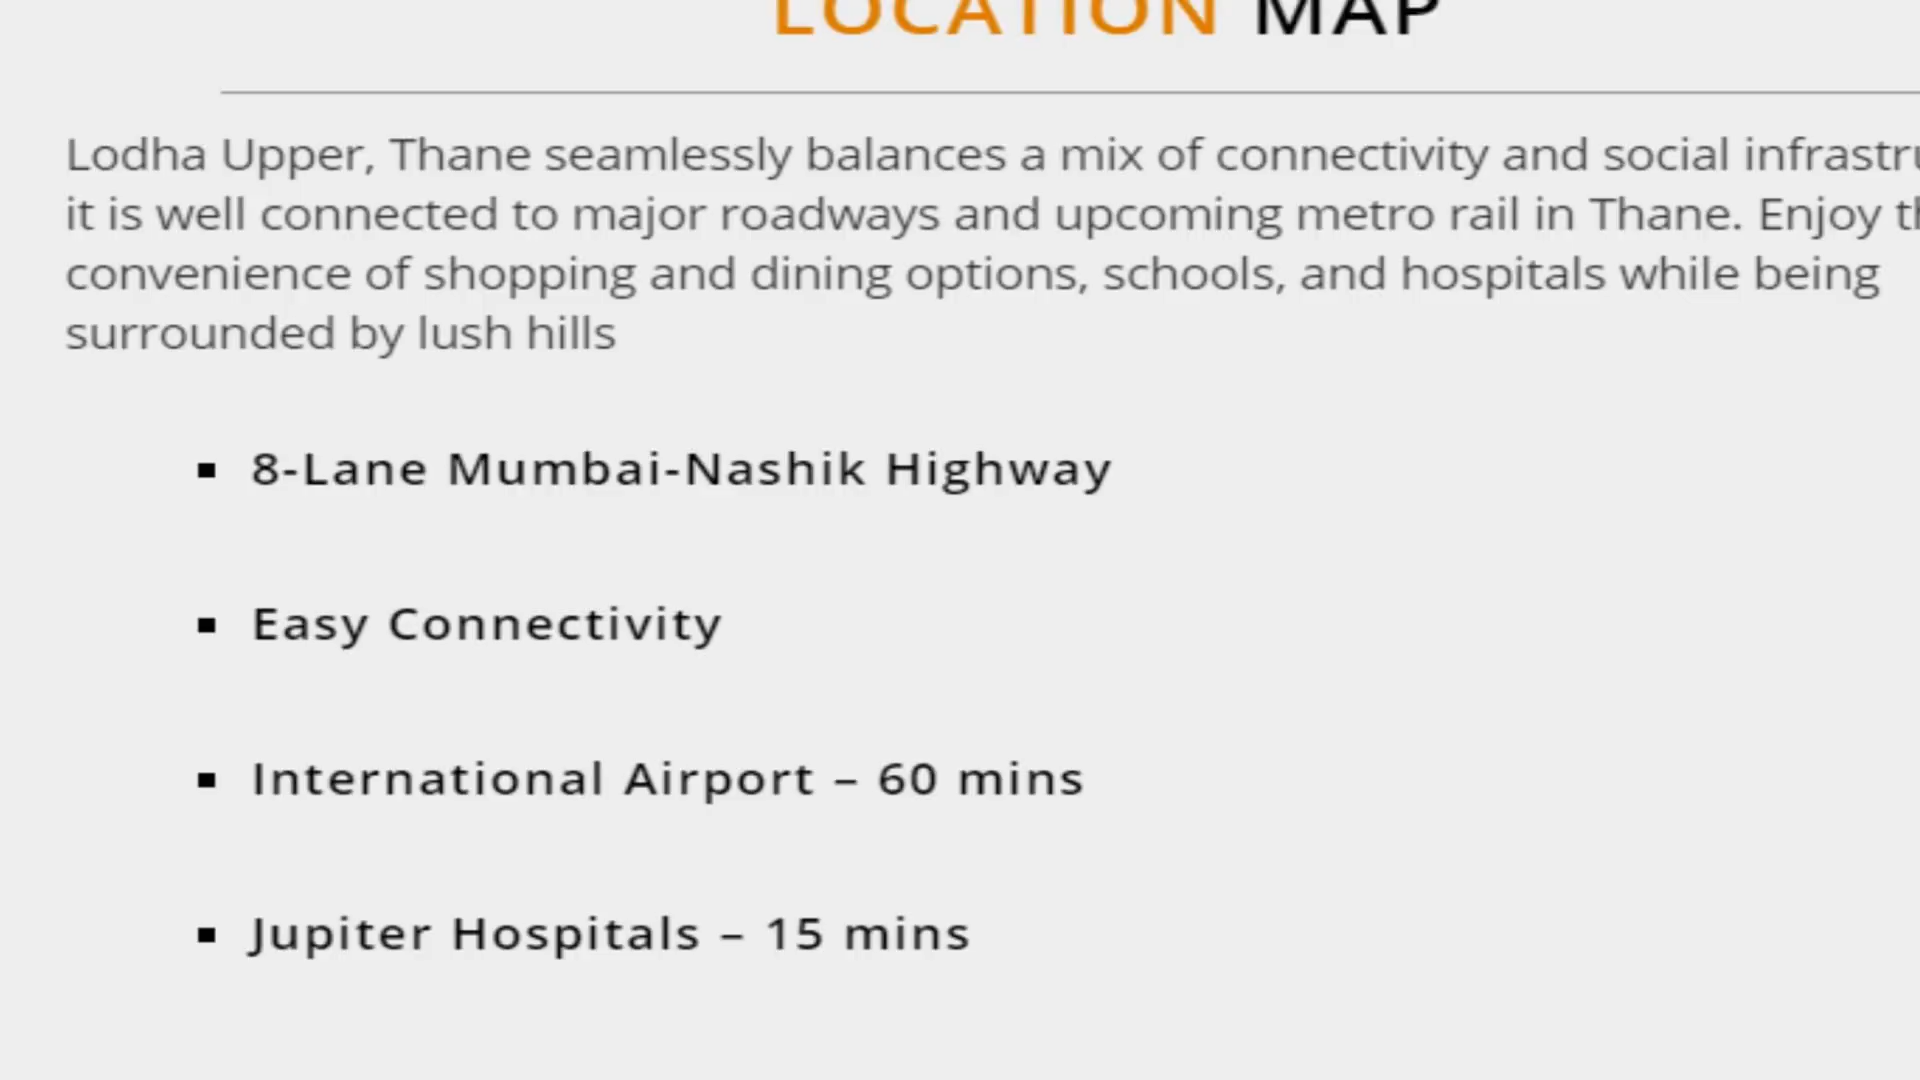 LOCATION MAP
Lodha Upper, Thane seamlessly balances a mix of connectivity and social
it is well connected to major roadways and upcoming metro rail in Thane. Enjoy
convenience of shopping and dining options, schools, and hospitals while being
surrounded by lush hills
▪ 8-Lane Mumbai-Nashik Highway
▪ Easy Connectivity
▪ International Airport – 60 mins
▪ Jupiter Hospitals – 15 mins